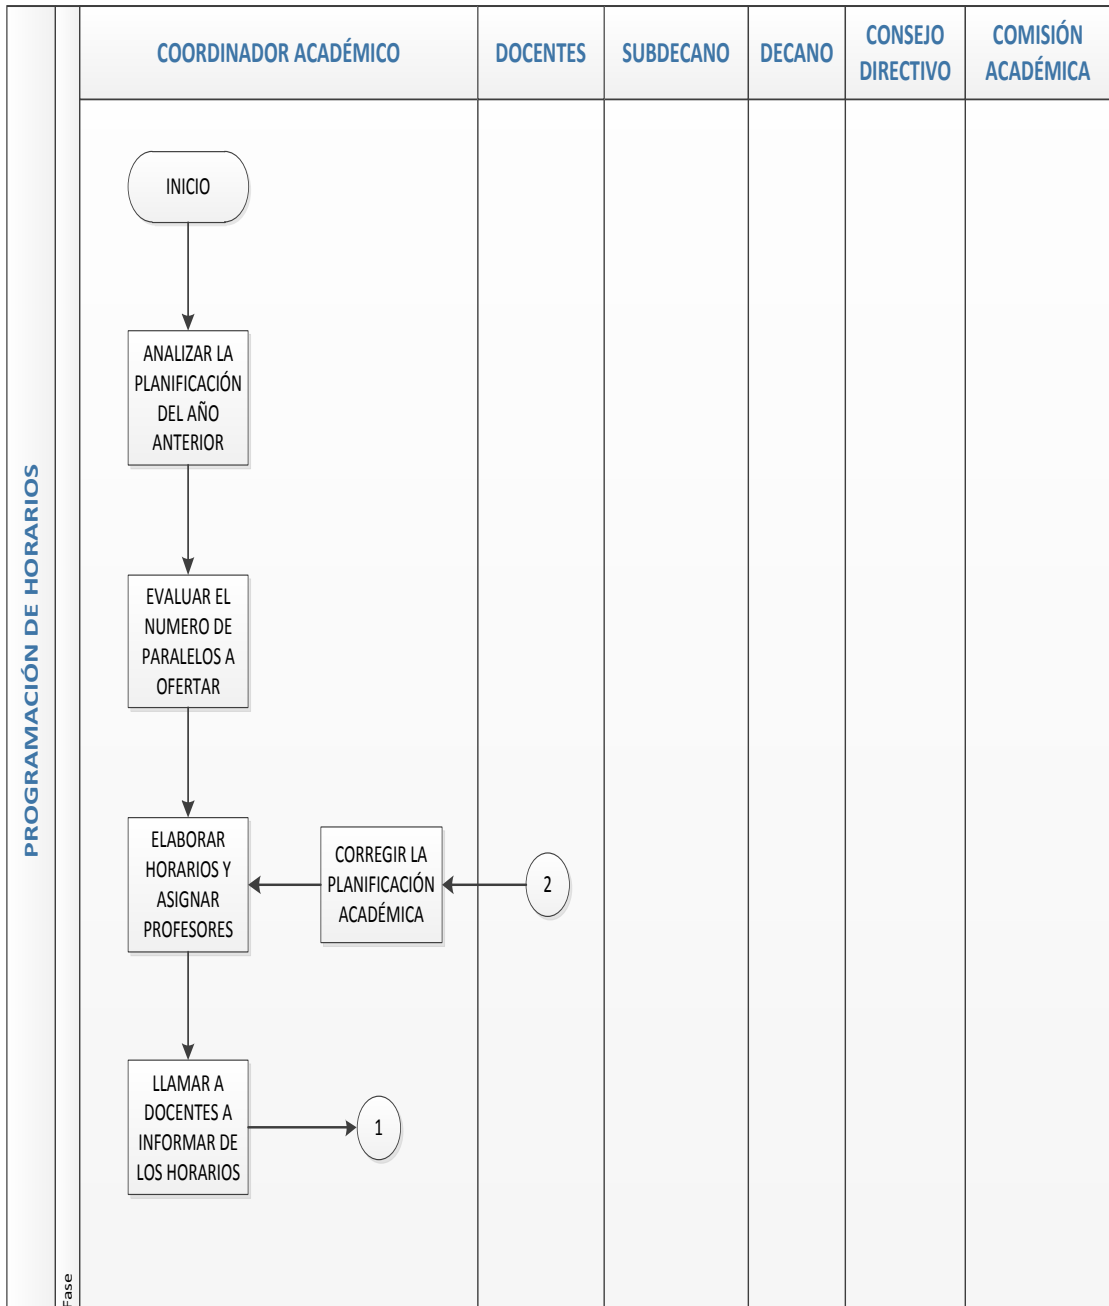 PROGRAMACIÓN DE HORARIOS
Fase
COORDINADOR ACADÉMICO
DOCENTES
SUBDECANO
DECANO
CONSEJO
DIRECTIVO
COMISIÓN
ACADÉMICA
INICIO
ANALIZAR LA
PLANIFICACIÓN
DEL AÑO
ANTERIOR
EVALUAR EL
NUMERO DE
PARALELOS A
OFERTAR
ELABORAR
HORARIOS Y
ASIGNAR
PROFESORES
CORREGIR LA
PLANIFICACIÓN
ACADÉMICA
2
LLAMAR A
DOCENTES A
INFORMAR DE
LOS HORARIOS
1